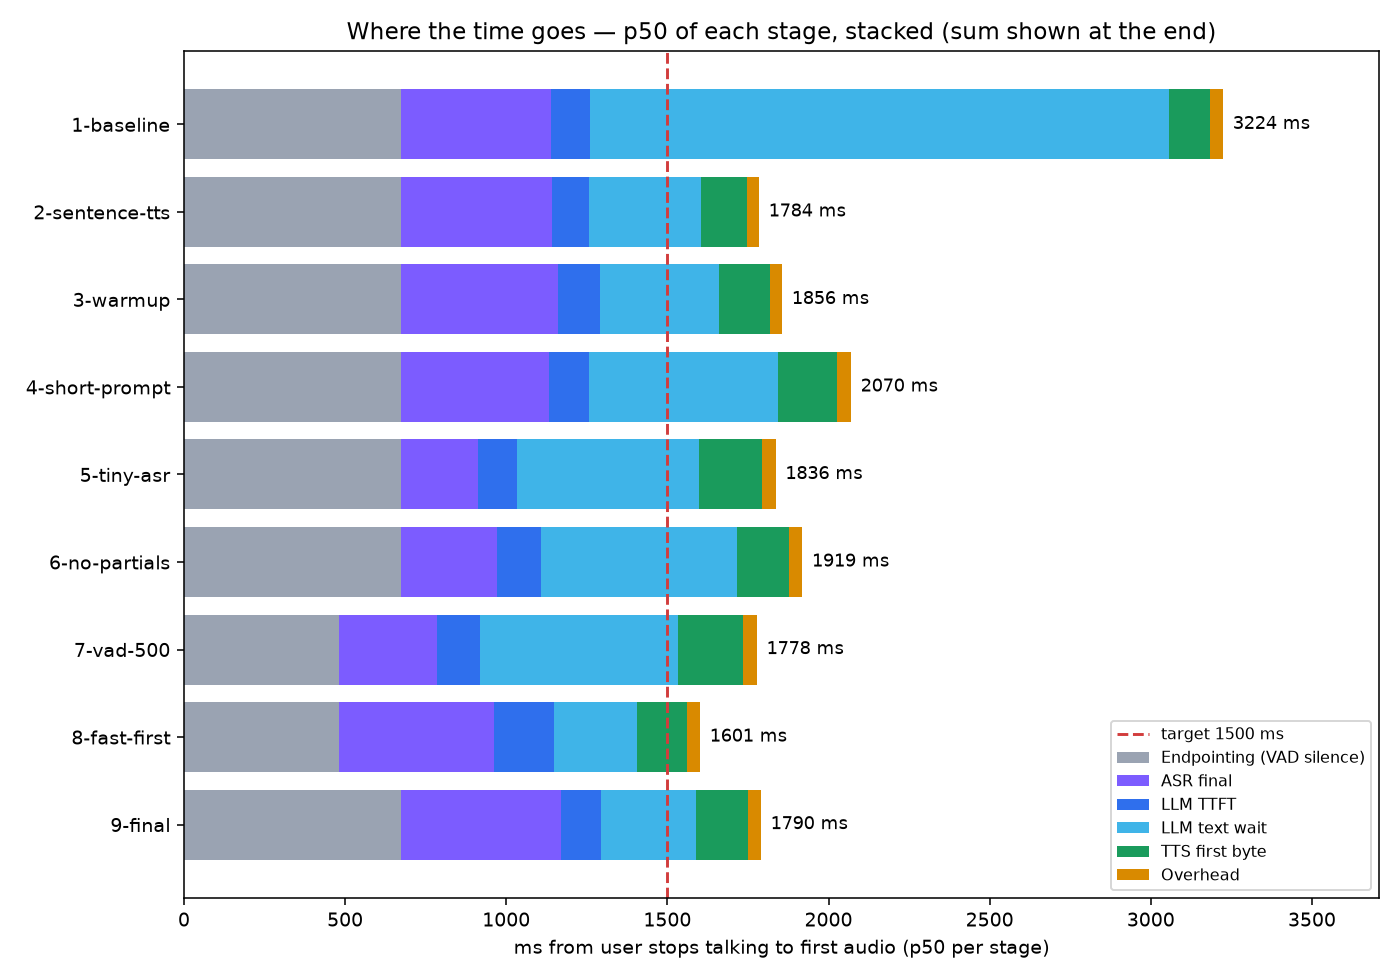 Where the time goes — p50 of each stage, stacked (sum shown at the end)
1-baseline
3224 ms
2-sentence-tts
1784 ms
3-warmup
1856 ms
4-short-prompt
2070 ms
5-tiny-asr
1836 ms
6-no-partials
1919 ms
7-vad-500
1778 ms
8-fast-first
1601 ms
9-final
1790 ms
target 1500 ms
Endpointing (VAD silence)
ASR final
LLM TTFT
LLM text wait
TTS first byte
Overhead
0 500 1000 1500 2000 2500 3000 3500
ms from user stops talking to first audio (p50 per stage)